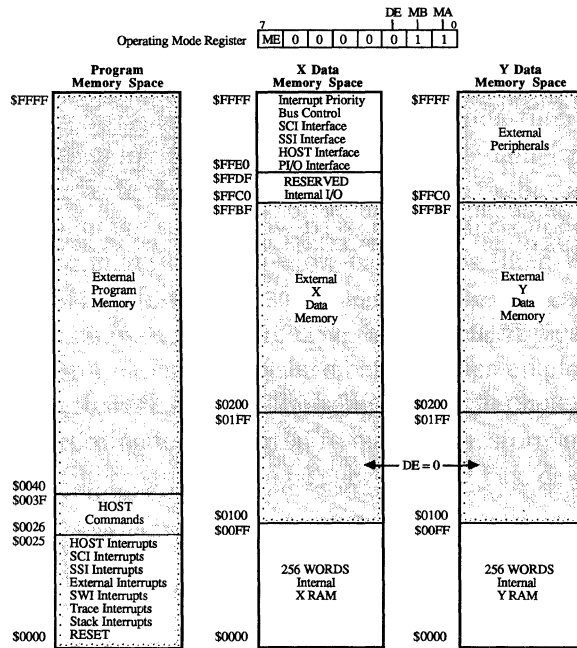 DE MB MA
7 0
Operating Mode Register ME 0 0 0 0 0 1 1
Program
Memory Space
$FFFF
External
Program
Memory
$0040
$003F
HOST
Commands
$0026
$0025
HOST Interrupts
SCI Interrupts
SSI Interrupts
External Interrupts
SWI Interrupts
Trace Interrupts
Stack Interrupts
RESET
$0000
X Data
Memory Space
$FFFF
Interrupt Priority
Bus Control
SCI Interface
SSI Interface
HOST Interface
PI/O Interface
$FFE0
$FFDF
RESERVED
Internal I/O
$FFC0
$FFBF
External
X
Data
Memory
$0200
$01FF
DE = 0
$0100
$00FF
256 WORDS
Internal
X RAM
$0000
Y Data
Memory Space
$FFFF
External
Peripherals
$FFC0
$FFBF
External
Y
Data
Memory
$0200
$01FF
$0100
$00FF
256 WORDS
Internal
Y RAM
$0000